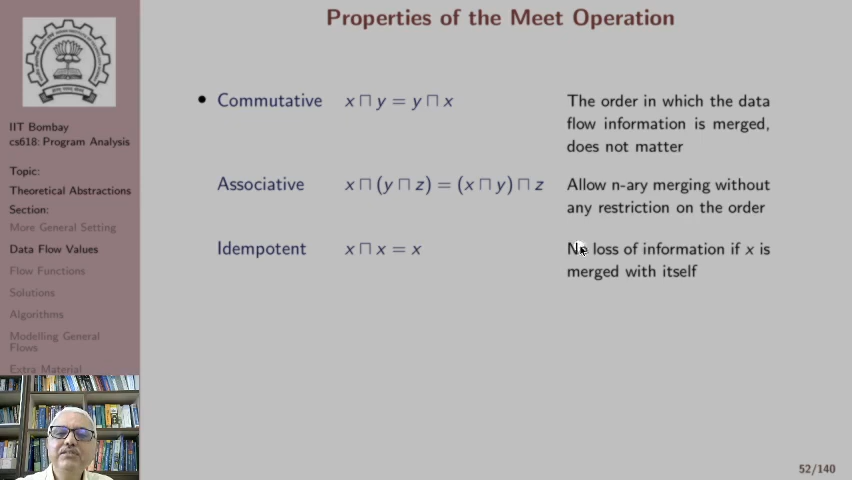 Properties of the Meet Operation
IIT Bombay
cs618: Program Analysis
Topic:
Theoretical Abstractions
Section:
More General Setting
Data Flow Values
Flow Functions
Solutions
Algorithms
Modelling General
Flows
Extra Material
• Commutative x ⊓ y = y ⊓ x The order in which the data
flow information is merged,
does not matter
Associative x ⊓ (y ⊓ z) = (x ⊓ y) ⊓ z Allow n-ary merging without
any restriction on the order
Idempotent x ⊓ x = x No loss of information if x is
merged with itself
52/140